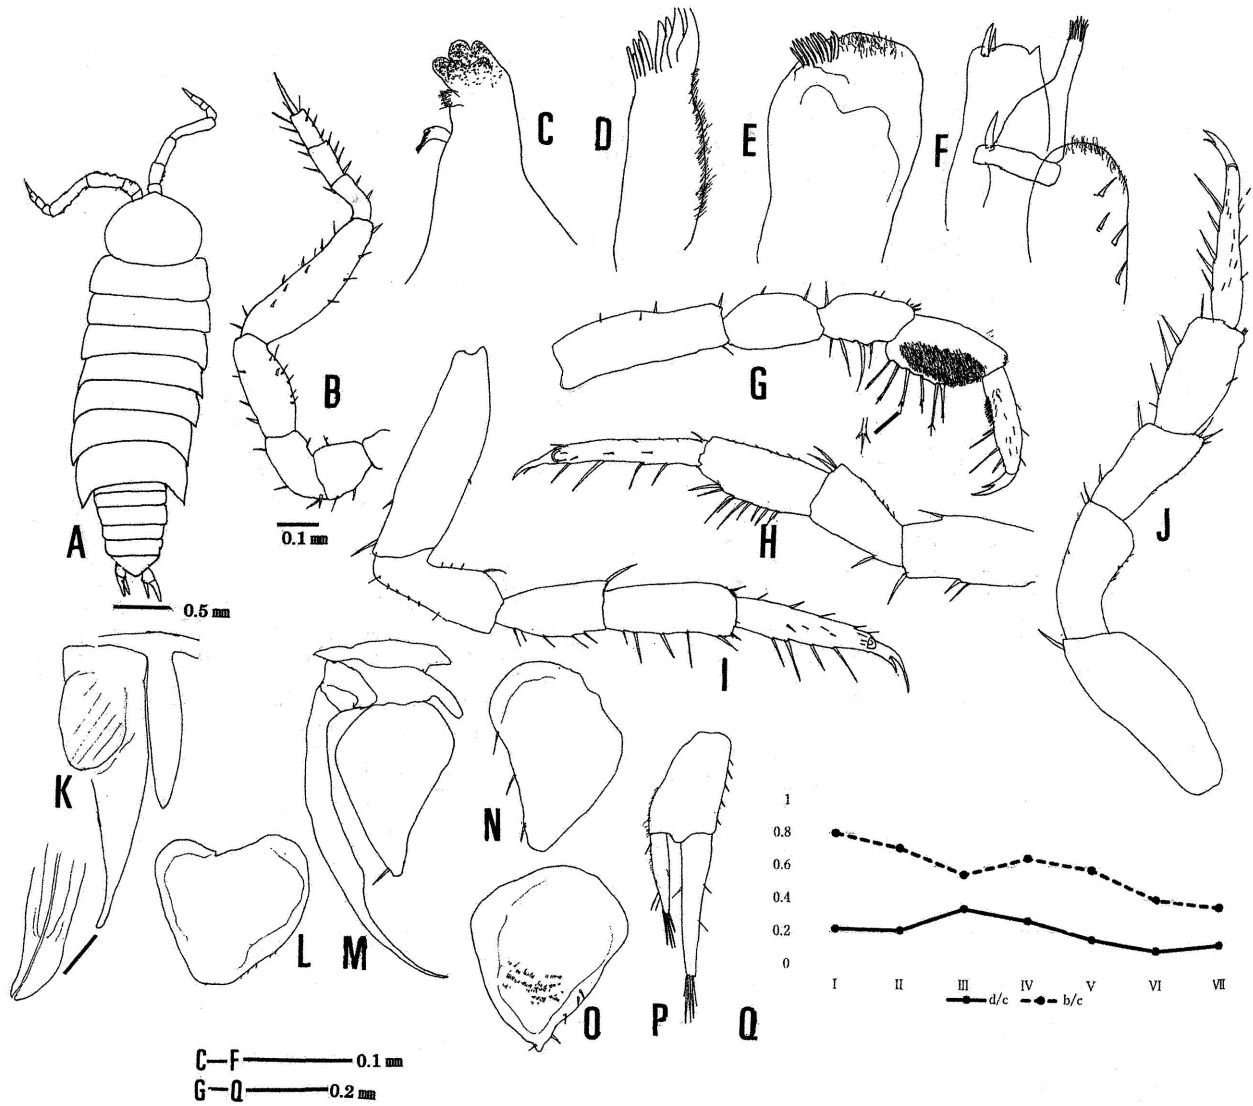 C
D
E
F
B
G
H
J
A
0.1 mm
0.5 mm
I
K
N
L
M
O
P
Q
1
0.8
0.6
0.4
0.2
0
I II III IV V VI VII
d/c b/c
C—F 0.1 mm
G—Q 0.2 mm